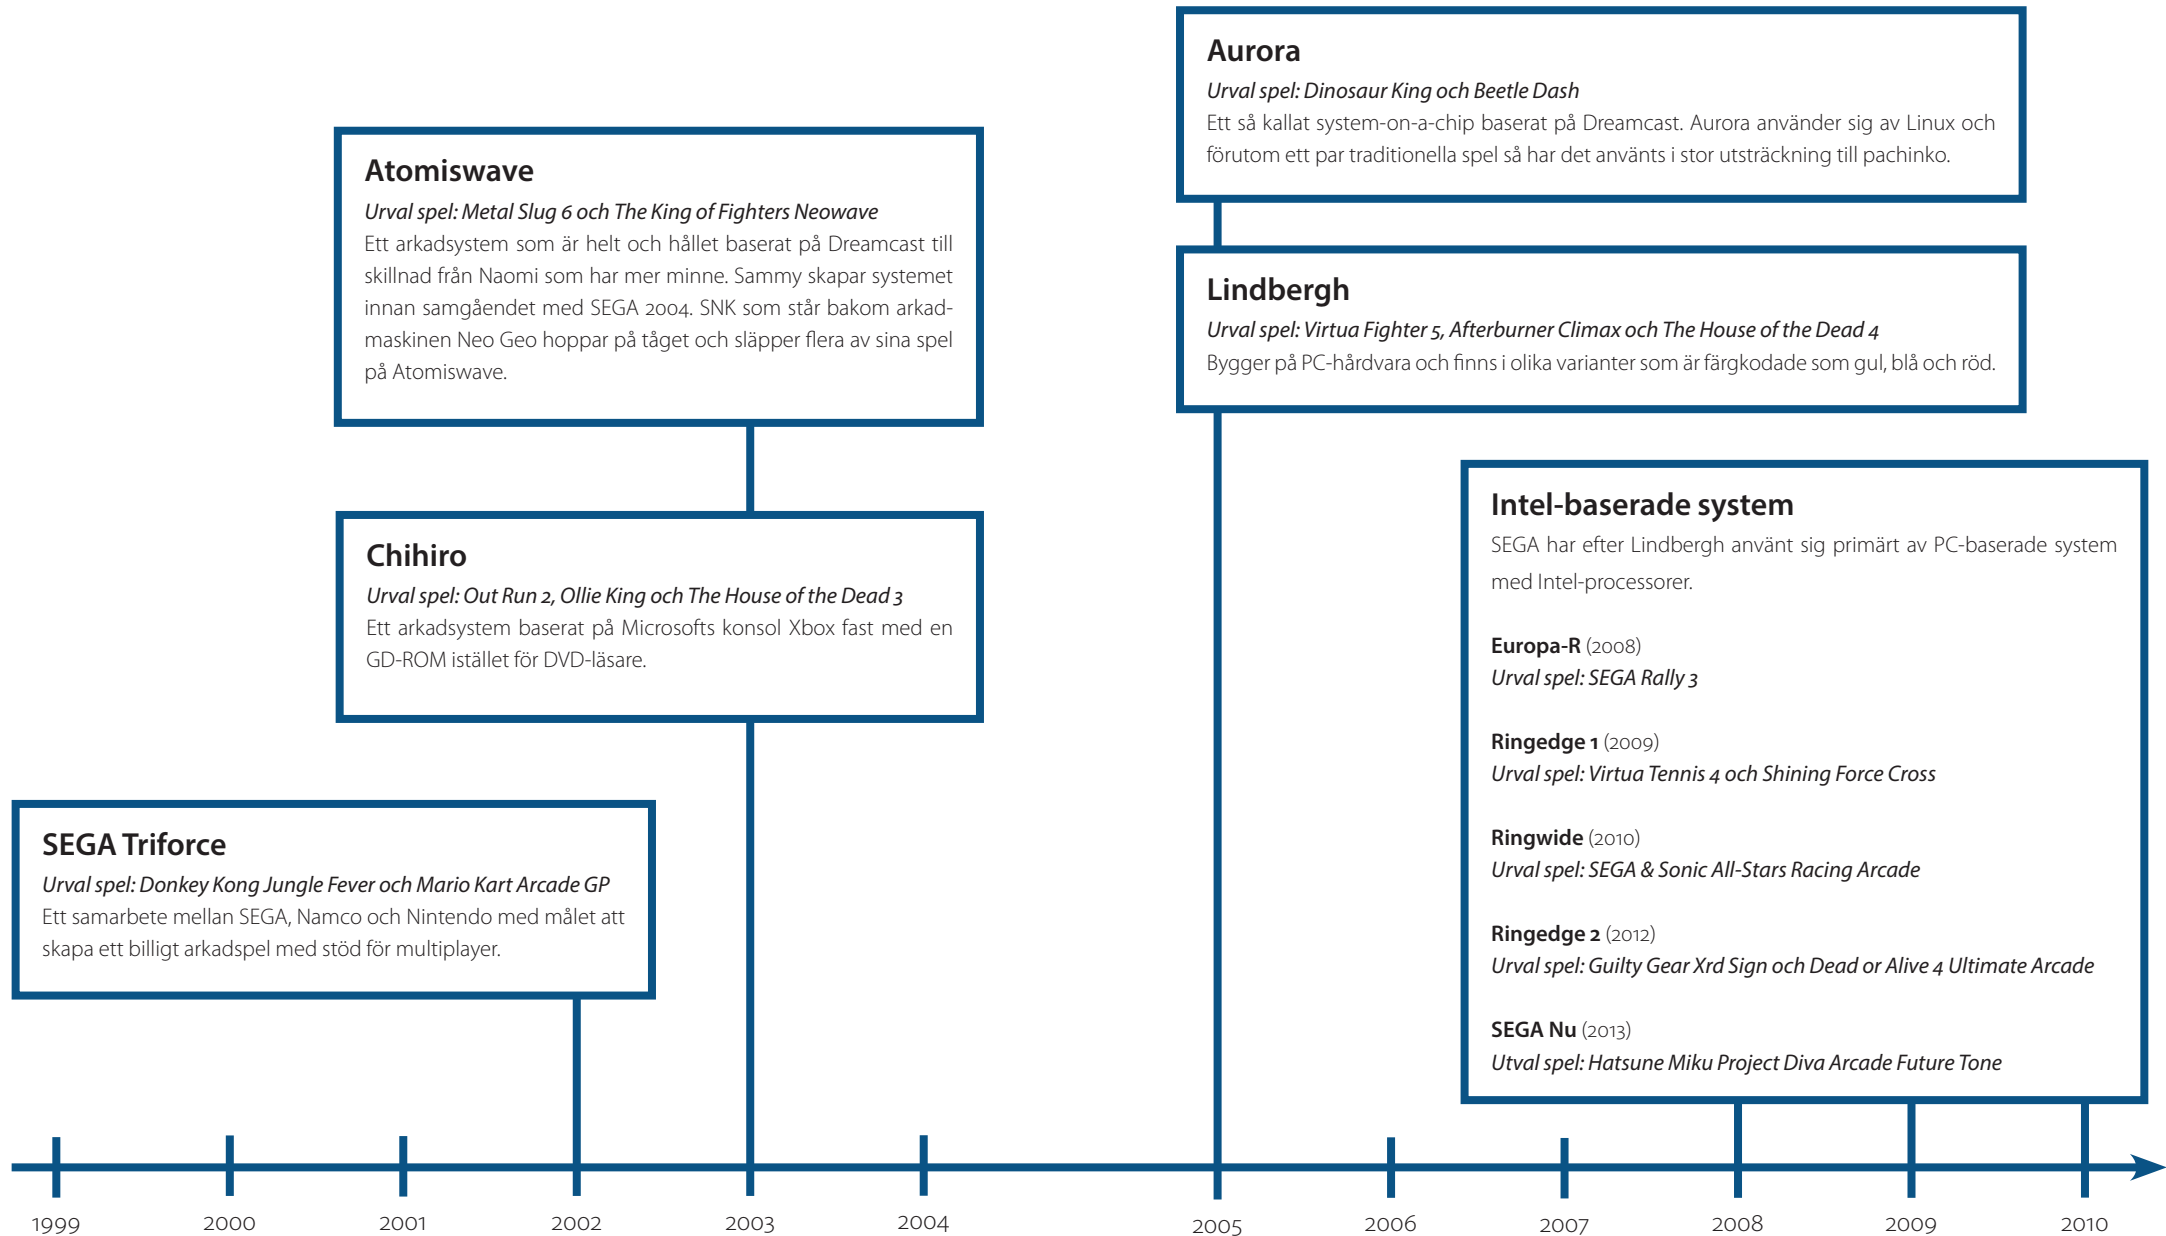 Aurora
Urval spel: Dinosaur King och Beetle Dash
Ett så kallat system-on-a-chip baserat på Dreamcast. Aurora använder sig av Linux och
förutom ett par traditionella spel så har det använts i stor utsträckning till pachinko.
Atomiswave
Urval spel: Metal Slug 6 och The King of Fighters Neowave
Ett arkadsystem som är helt och hållet baserat på Dreamcast till
skillnad från Naomi som har mer minne. Sammy skapar systemet
innan samgåendet med SEGA 2004. SNK som står bakom arkad-
maskinen Neo Geo hoppar på tåget och släpper flera av sina spel
på Atomiswave.
Lindbergh
Urval spel: Virtua Fighter 5, Afterburner Climax och The House of the Dead 4
Bygger på PC-hårdvara och finns i olika varianter som är färgkodade som gul, blå och röd.
Chihiro
Urval spel: Out Run 2, Ollie King och The House of the Dead 3
Ett arkadsystem baserat på Microsofts konsol Xbox fast med en
GD-ROM istället för DVD-läsare.
Intel-baserade system
SEGA har efter Lindbergh använt sig primärt av PC-baserade system
med Intel-processorer.
Europa-R (2008)
Urval spel: SEGA Rally 3
Ringedge 1 (2009)
Urval spel: Virtua Tennis 4 och Shining Force Cross
Ringwide (2010)
Urval spel: SEGA & Sonic All-Stars Racing Arcade
Ringedge 2 (2012)
Urval spel: Guilty Gear Xrd Sign och Dead or Alive 4 Ultimate Arcade
SEGA Nu (2013)
Utval spel: Hatsune Miku Project Diva Arcade Future Tone
SEGA Triforce
Urval spel: Donkey Kong Jungle Fever och Mario Kart Arcade GP
Ett samarbete mellan SEGA, Namco och Nintendo med målet att
skapa ett billigt arkadspel med stöd för multiplayer.
1999 2000 2001 2002 2003 2004 2005 2006 2007 2008 2009 2010